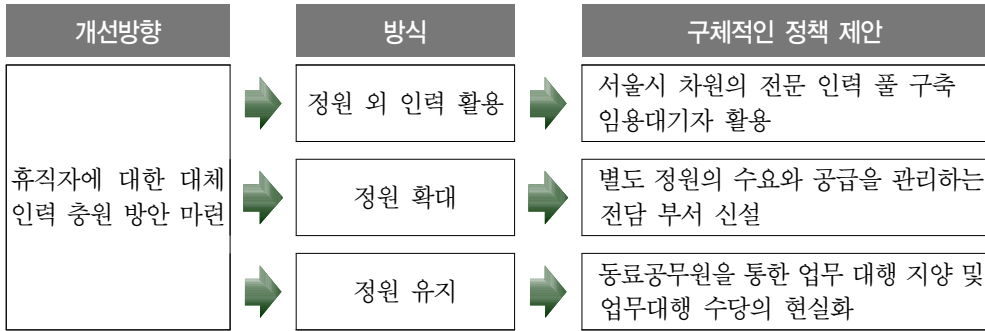 개선방향
방식
구체적인 정책 제안
휴직자에 대한 대체
인력 충원 방안 마련
정원 외 인력 활용
서울시 차원의 전문 인력 풀 구축
임용대기자 활용
정원 확대
별도 정원의 수요와 공급을 관리하는
전담 부서 신설
정원 유지
동료공무원을 통한 업무 대행 지양 및
업무대행 수당의 현실화